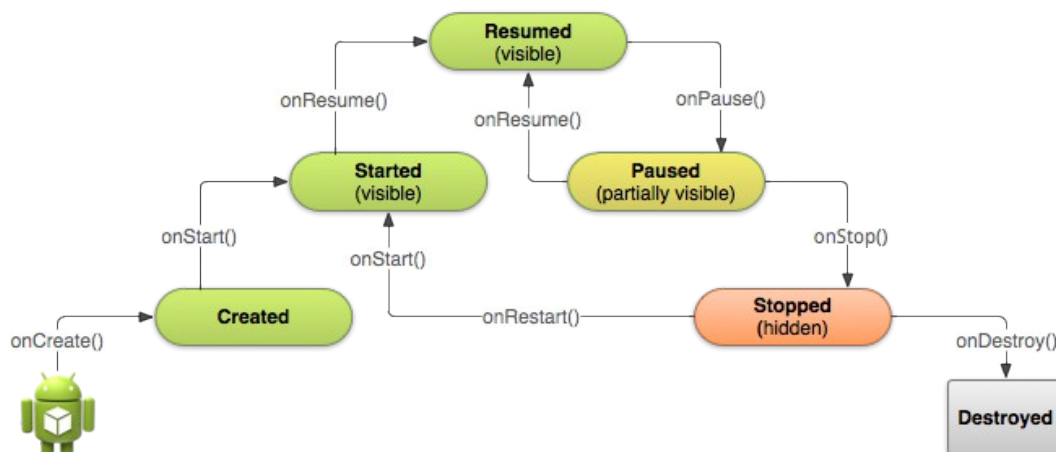 Resumed
(visible)
onResume()
onPause()
onResume()
Started
(visible)
Paused
(partially visible)
onStart()
onStart()
onStop()
Created
onRestart()
Stopped
(hidden)
onCreate()
onDestroy()
Destroyed